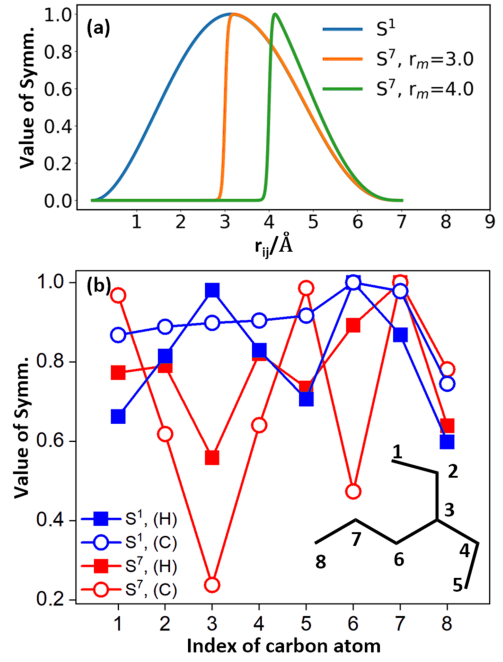 (a)
S¹
S⁷, rₘ=3.0
S⁷, rₘ=4.0
Value of Symm.
1.0
0.8
0.6
0.4
0.2
0.0
1 2 3 4 5 6 7 8 9
rᵢⱼ/Å
(b)
Value of Symm.
1.0
0.8
0.6
0.4
0.2
S¹, (H)
S¹, (C)
S⁷, (H)
S⁷, (C)
1
2
3
4
5
6
7
8
1 2 3 4 5 6 7 8
Index of carbon atom